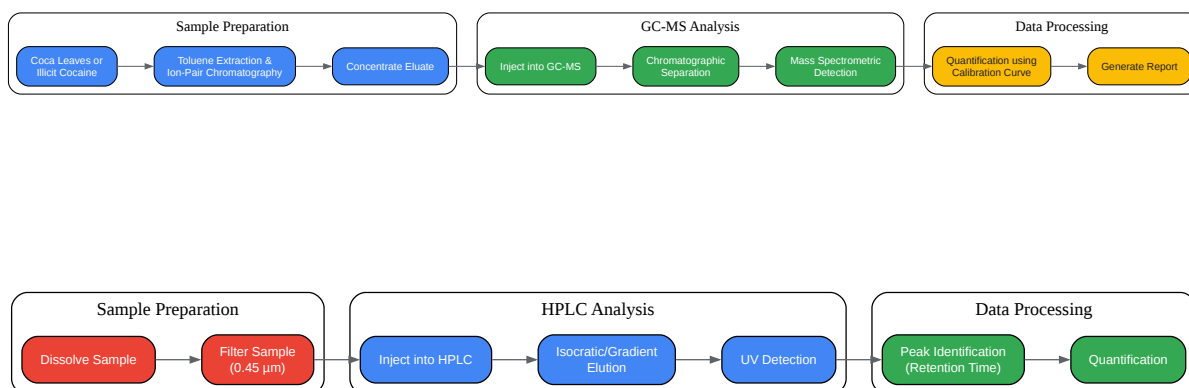 Sample Preparation
GC-MS Analysis
Data Processing
Coca Leaves or
Illicit Cocaine
Toluene Extraction &
Ion-Pair Chromatography
Concentrate Eluate
Inject into GC-MS
Chromatographic
Separation
Mass Spectrometric
Detection
Quantification using
Calibration Curve
Generate Report
Sample Preparation
HPLC Analysis
Data Processing
Dissolve Sample
Filter Sample
(0.45 µm)
Inject into HPLC
Isocratic/Gradient
Elution
UV Detection
Peak Identification
(Retention Time)
Quantification